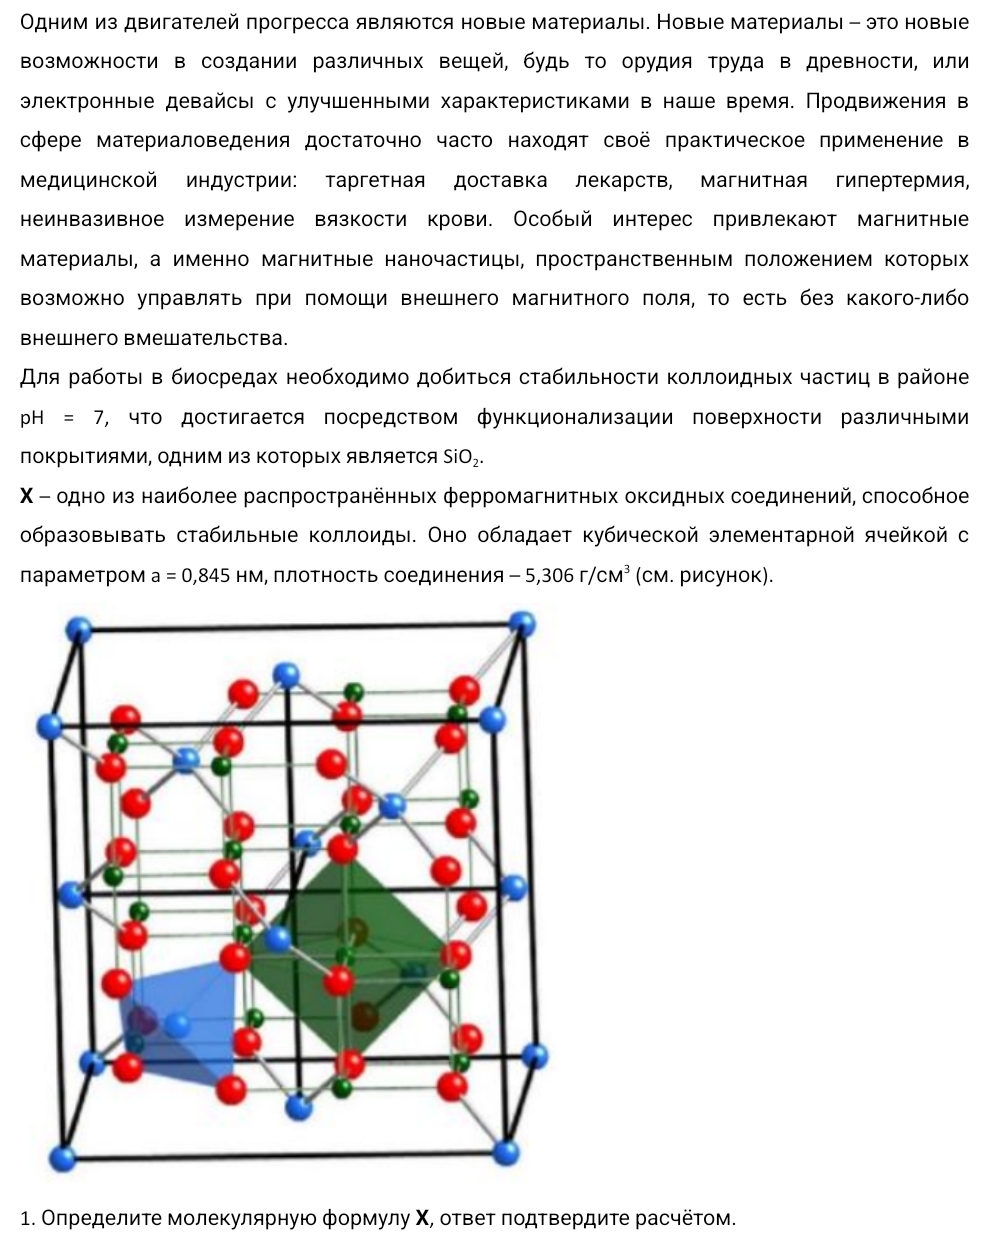 Одним из двигателей прогресса являются новые материалы. Новые материалы – это новые
возможности в создании различных вещей, будь то орудия труда в древности, или
электронные девайсы с улучшенными характеристиками в наше время. Продвижения в
сфере материаловедения достаточно часто находят своё практическое применение в
медицинской индустрии: таргетная доставка лекарств, магнитная гипертермия,
неинвазивное измерение вязкости крови. Особый интерес привлекают магнитные
материалы, а именно магнитные наночастицы, пространственным положением которых
возможно управлять при помощи внешнего магнитного поля, то есть без какого-либо
внешнего вмешательства.
Для работы в биосредах необходимо добиться стабильности коллоидных частиц в районе
pH = 7, что достигается посредством функционализации поверхности различными
покрытиями, одним из которых является SiO₂.
X – одно из наиболее распространённых ферромагнитных оксидных соединений, способное
образовывать стабильные коллоиды. Оно обладает кубической элементарной ячейкой с
параметром a = 0,845 нм, плотность соединения – 5,306 г/см³ (см. рисунок).
1. Определите молекулярную формулу X, ответ подтвердите расчётом.